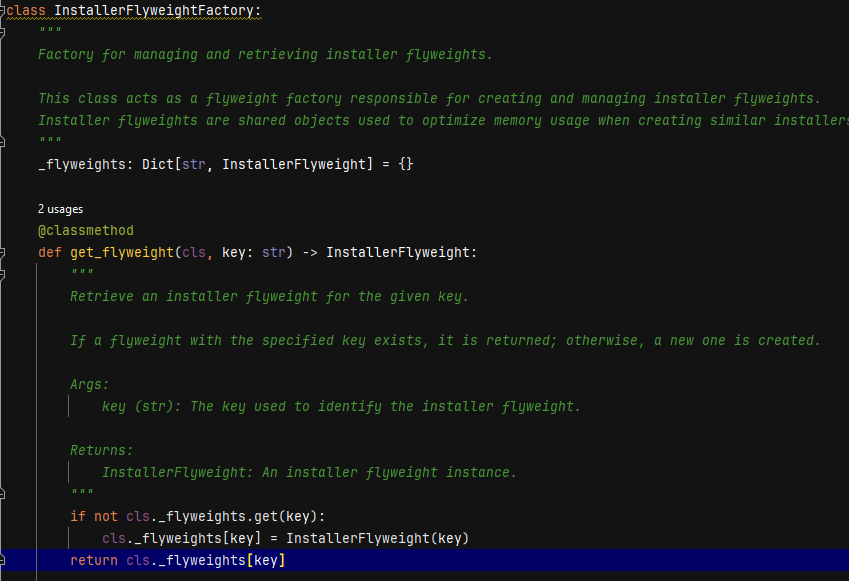 class InstallerFlyweightFactory:
"""
Factory for managing and retrieving installer flyweights.
This class acts as a flyweight factory responsible for creating and managing installer flyweights.
Installer flyweights are shared objects used to optimize memory usage when creating similar installers
"""
_flyweights: Dict[str, InstallerFlyweight] = {}
2 usages
@classmethod
def get_flyweight(cls, key: str) -> InstallerFlyweight:
"""
Retrieve an installer flyweight for the given key.
If a flyweight with the specified key exists, it is returned; otherwise, a new one is created.
Args:
key (str): The key used to identify the installer flyweight.
Returns:
InstallerFlyweight: An installer flyweight instance.
"""
if not cls._flyweights.get(key):
cls._flyweights[key] = InstallerFlyweight(key)
return cls._flyweights[key]